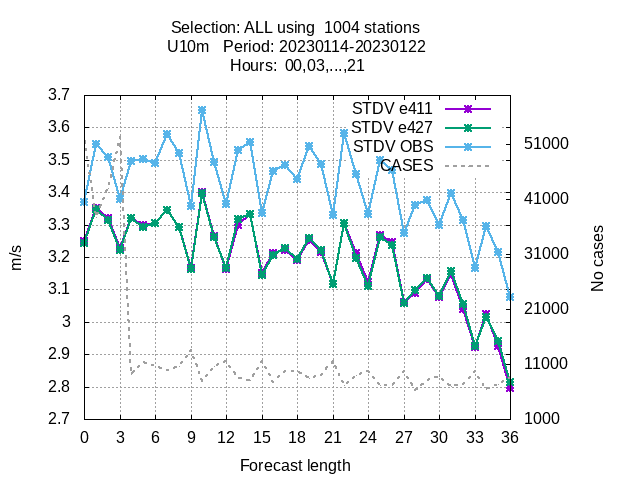 Selection: ALL using  1004 stations
U10m   Period: 20230114-20230122
Hours:  00,03,...,21
STDV e411
STDV e427
STDV OBS
CASES
3.7
3.6
3.5
3.4
3.3
3.2
3.1
3
2.9
2.8
2.7
m/s
51000
41000
31000
21000
11000
1000
No cases
0 3 6 9 12 15 18 21 24 27 30 33 36
Forecast length